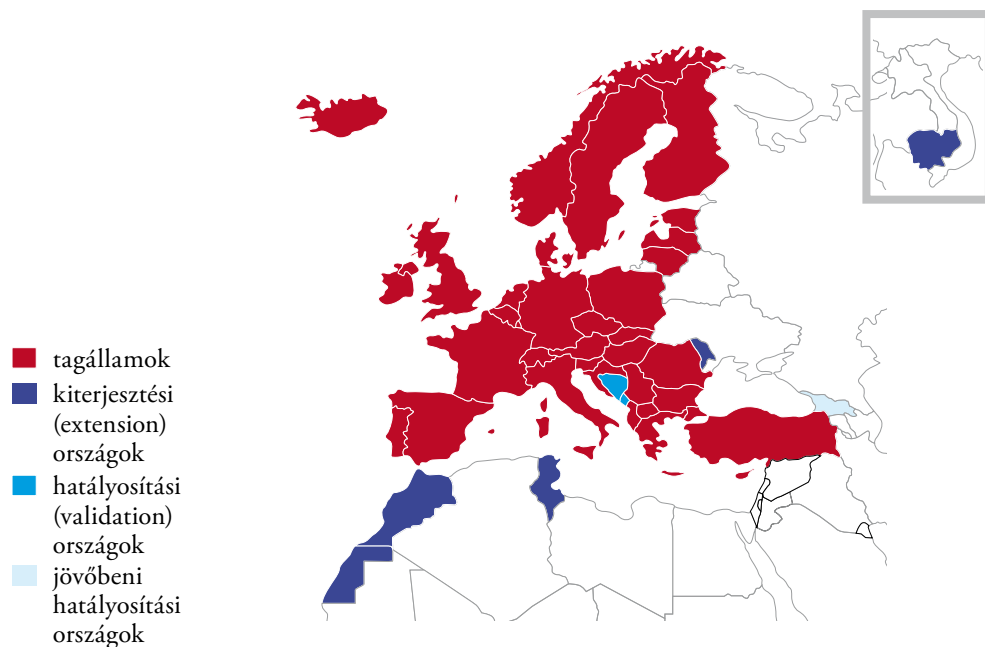 tagállamok
kiterjesztési
(extension)
országok
hatályosítási
(validation)
országok
jövőbeni
hatályosítási
országok